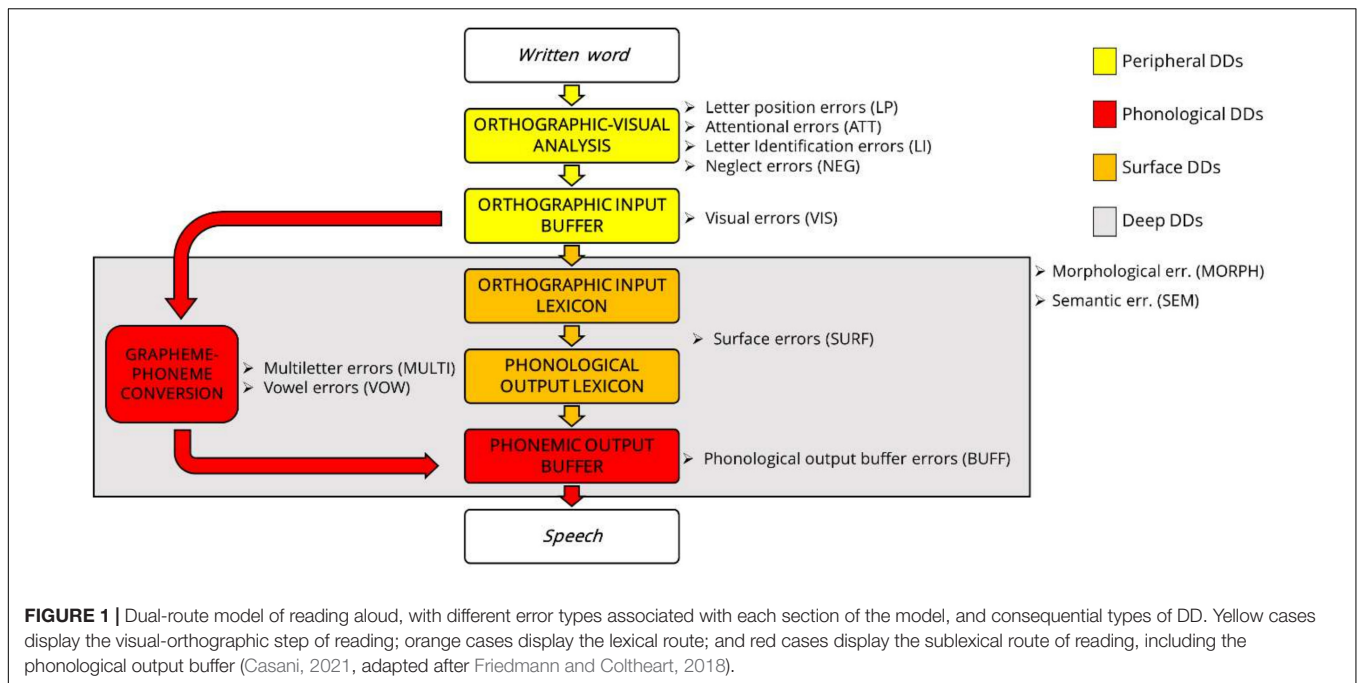 Written word
ORTHOGRAPHIC-VISUAL
ANALYSIS
➢ Letter position errors (LP)
➢ Attentional errors (ATT)
➢ Letter Identification errors (LI)
➢ Neglect errors (NEG)
ORTHOGRAPHIC INPUT
BUFFER
➢ Visual errors (VIS)
ORTHOGRAPHIC INPUT
LEXICON
➢ Surface errors (SURF)
PHONOLOGICAL
OUTPUT LEXICON
GRAPHEME-
PHONEME
CONVERSION
➢ Multiletter errors (MULTI)
➢ Vowel errors (VOW)
PHONEMIC OUTPUT
BUFFER
➢ Phonological output buffer errors (BUFF)
Speech
Peripheral DDs
Phonological DDs
Surface DDs
Deep DDs
➢ Morphological err. (MORPH)
➢ Semantic err. (SEM)
FIGURE 1 | Dual-route model of reading aloud, with different error types associated with each section of the model, and consequential types of DD. Yellow cases
display the visual-orthographic step of reading; orange cases display the lexical route; and red cases display the sublexical route of reading, including the
phonological output buffer (Casani, 2021, adapted after Friedmann and Coltheart, 2018).